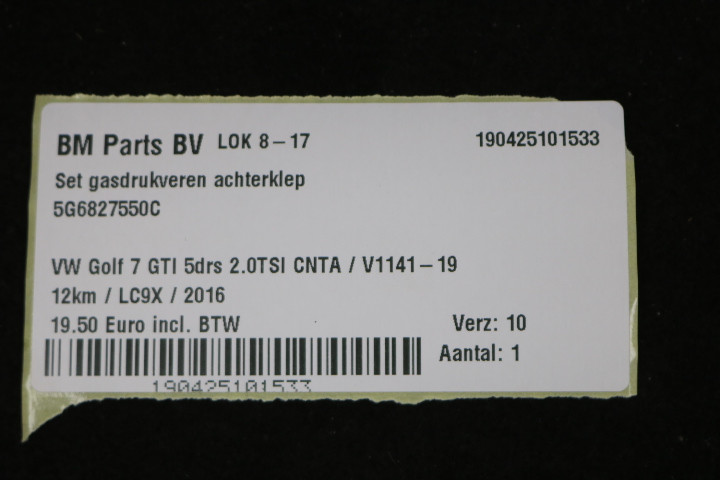 BM Parts BV LOK 8-17 190425101533
Set gasdrukveren achterklep
5G6827550C
VW Golf 7 GTI 5drs 2.0TSI CNTA / V1141-19
12km / LC9X / 2016
19.50 Euro incl. BTW Verz: 10
Aantal: 1
190425101533